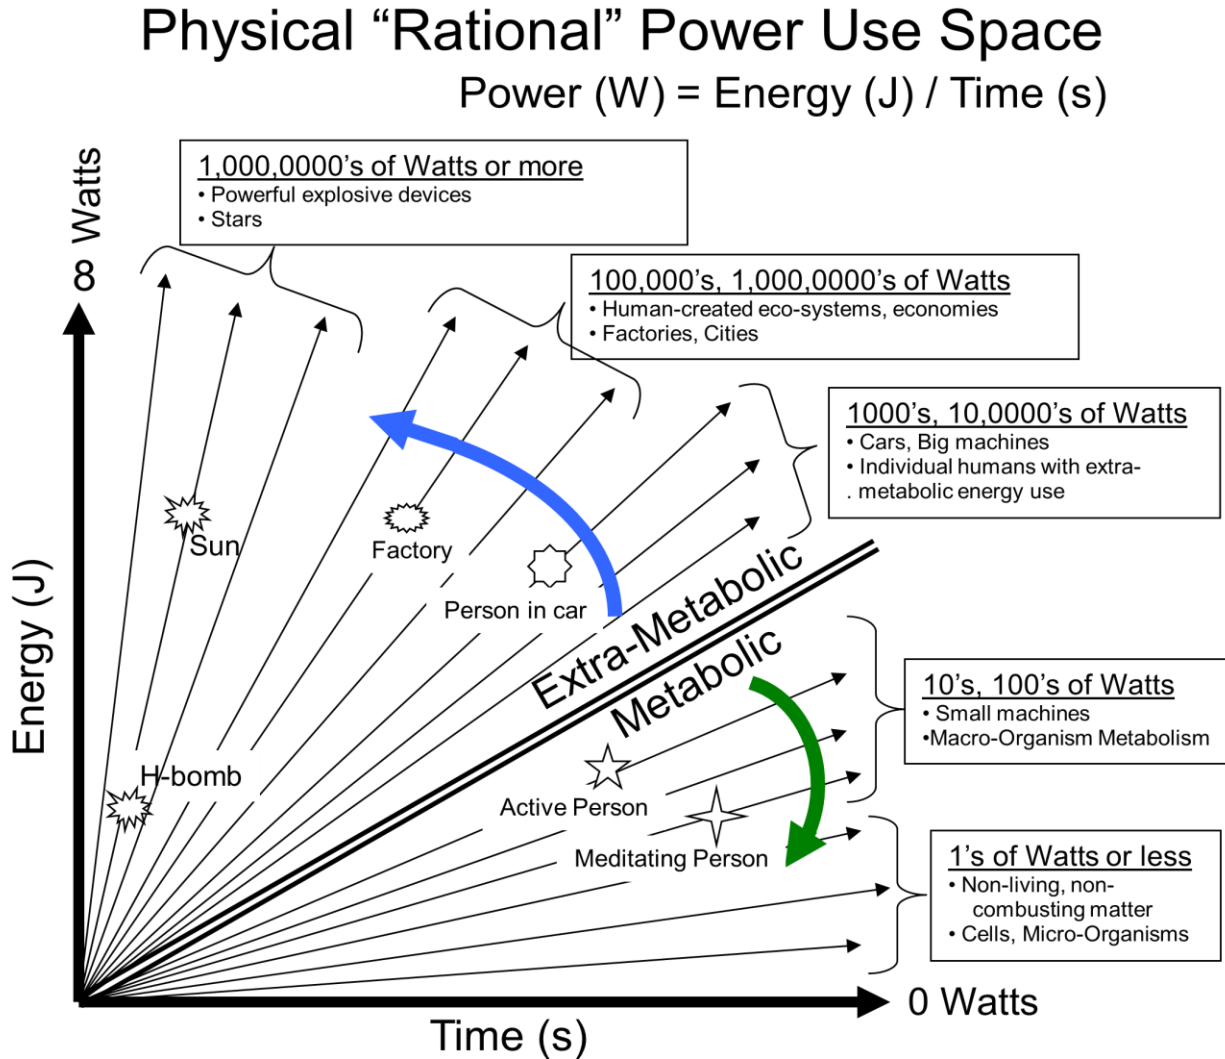 Physical “Rational” Power Use Space
Power (W) = Energy (J) / Time (s)
∞ Watts
1,000,0000’s of Watts or more
• Powerful explosive devices
• Stars
100,000’s, 1,000,0000’s of Watts
• Human-created eco-systems, economies
• Factories, Cities
1000’s, 10,0000’s of Watts
• Cars, Big machines
• Individual humans with extra-
. metabolic energy use
Sun
Factory
Person in car
Extra-Metabolic
Metabolic
Energy (J)
10’s, 100’s of Watts
• Small machines
•Macro-Organism Metabolism
H-bomb
Active Person
Meditating Person
1’s of Watts or less
• Non-living, non-
combusting matter
• Cells, Micro-Organisms
0 Watts
Time (s)